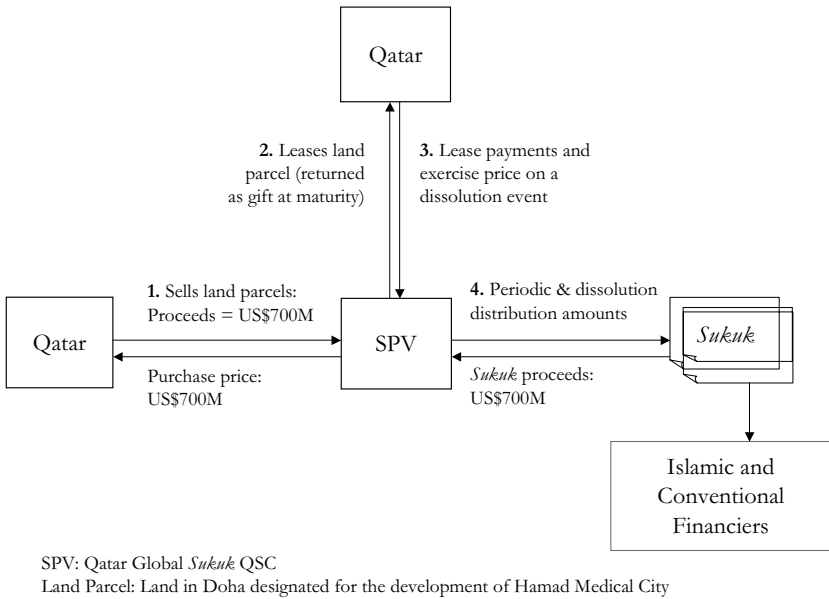 Qatar
2. Leases land
parcel (returned
as gift at maturity)
3. Lease payments and
exercise price on a
dissolution event
1. Sells land parcels:
Proceeds = US$700M
4. Periodic & dissolution
distribution amounts
Qatar
SPV
Sukuk
Purchase price:
US$700M
Sukuk proceeds:
US$700M
Islamic and
Conventional
Financiers
SPV: Qatar Global Sukuk QSC
Land Parcel: Land in Doha designated for the development of Hamad Medical City